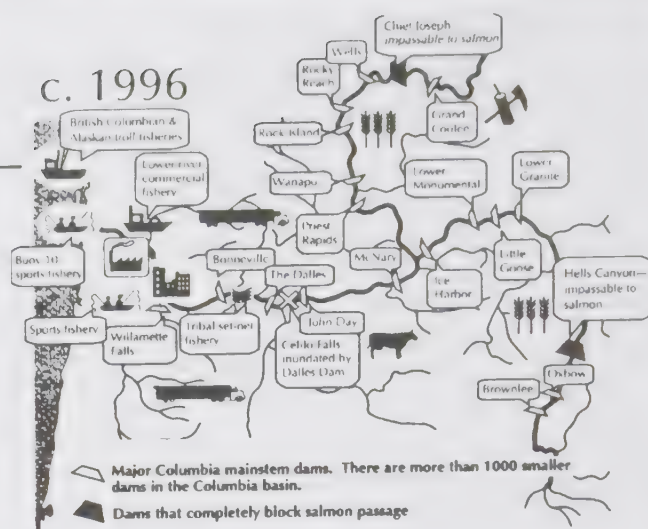 c. 1996
Chief Joseph
impassable to salmon
Wells
Rocky
Reach
Grand
Coulee
British Columbian &
Alaskan troll fisheries
Rock Island
Lower river
commercial
fishery
Wanapu
Lower
Monumental
Lower
Granite
Priest
Rapids
Buoy 10
sports fishery
Bonneville
The Dalles
Mc Nary
Ice
Harbor
Little
Goose
Hells Canyon—
impassable to
salmon
Sports fishery
Willamette
Falls
Tribal set-net
fishery
John Day
Celilo Falls
inundated by
Dalles Dam
Oxbow
Brownlee
Major Columbia mainstem dams. There are more than 1000 smaller
dams in the Columbia basin.
Dams that completely block salmon passage